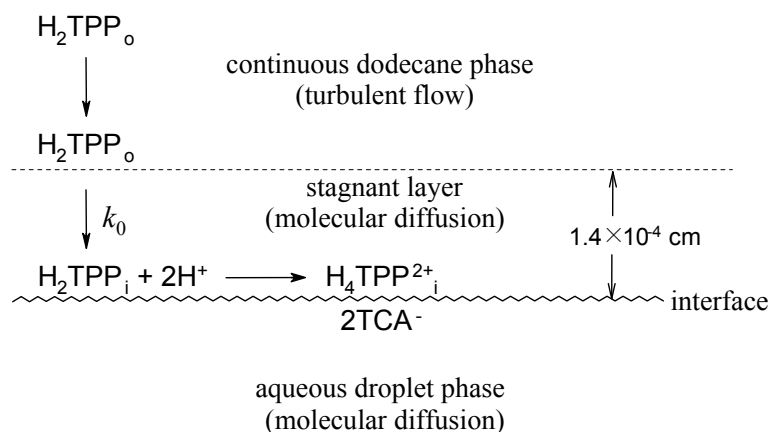 H₂TPPₒ
continuous dodecane phase
(turbulent flow)
H₂TPPₒ
stagnant layer
(molecular diffusion)
k₀
1.4×10⁻⁴ cm
H₂TPPᵢ + 2H⁺ → H₄TPP²⁺ᵢ
interface
2TCA⁻
aqueous droplet phase
(molecular diffusion)